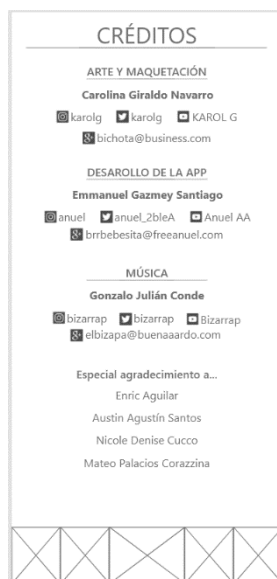 CRÉDITOS
ARTE Y MAQUETACIÓN
Carolina Giraldo Navarro
karolg karolg KAROL G
bichota@business.com
DESAROLLO DE LA APP
Emmanuel Gazmey Santiago
anuel anuel_2bleA Anuel AA
brrbebesita@freeanuel.com
MÚSICA
Gonzalo Julián Conde
bizarrap bizarrap Bizarrap
elbizapa@buenaaardo.com
Especial agradecimiento a...
Enric Aguilar
Austin Agustín Santos
Nicole Denise Cucco
Mateo Palacios Corazzina